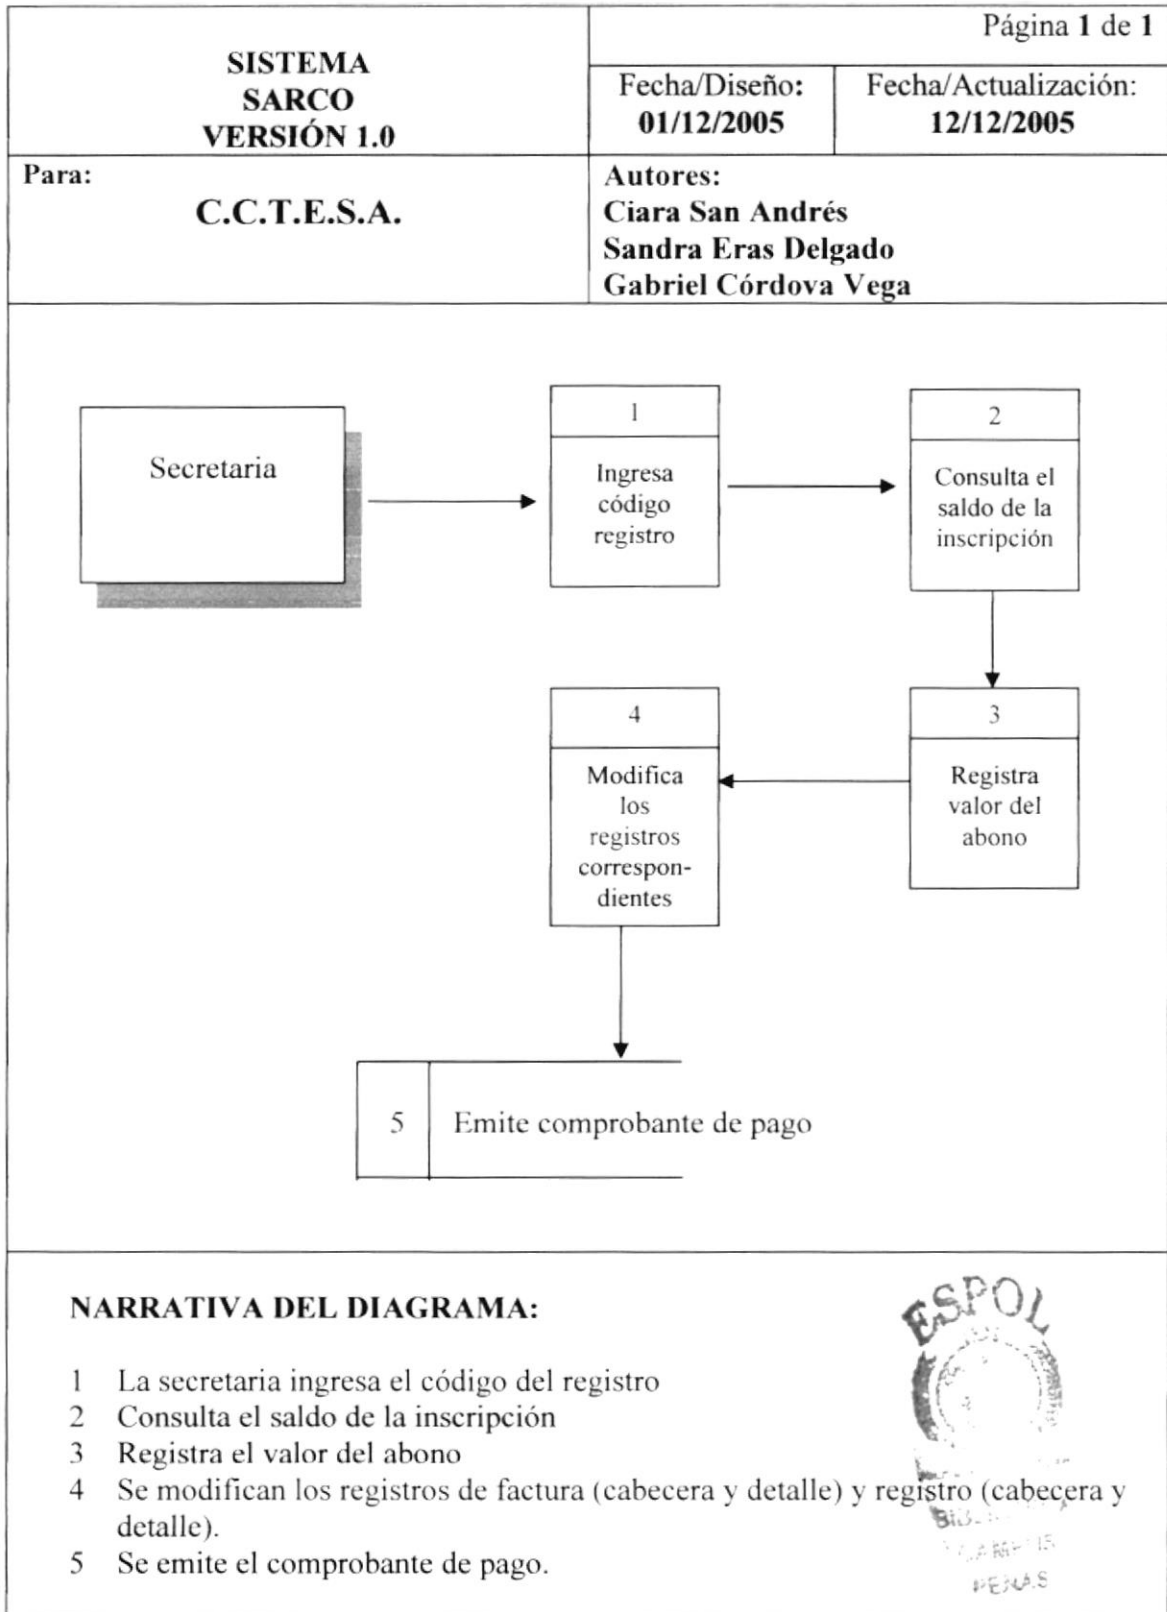 Página 1 de 1
SISTEMA
SARCO
VERSIÓN 1.0
Fecha/Diseño:
01/12/2005
Fecha/Actualización:
12/12/2005
Para:
C.C.T.E.S.A.
Autores:
Ciara San Andrés
Sandra Eras Delgado
Gabriel Córdova Vega
Secretaria
1
Ingresa
código
registro
2
Consulta el
saldo de la
inscripción
3
Registra
valor del
abono
4
Modifica
los
registros
correspon-
dientes
5
Emite comprobante de pago
NARRATIVA DEL DIAGRAMA:
1 La secretaria ingresa el código del registro
2 Consulta el saldo de la inscripción
3 Registra el valor del abono
4 Se modifican los registros de factura (cabecera y detalle) y registro (cabecera y
detalle).
5 Se emite el comprobante de pago.
ESPOL
PEÑAS